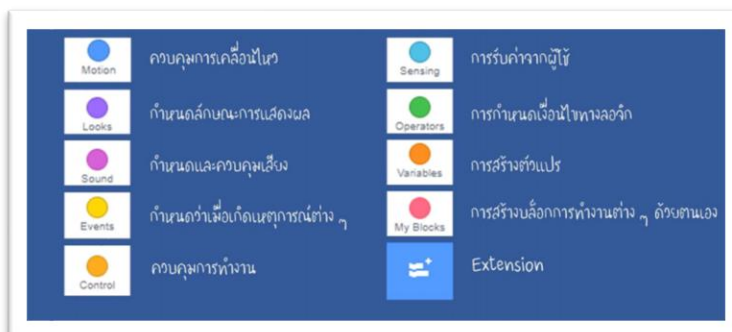 Motion ควบคุมการเคลื่อนไหว
Looks กำหนดลักษณะการแสดงผล
Sound กำหนดและควบคุมเสียง
Events กำหนดว่าเมื่อเกิดเหตุการณ์ต่าง ๆ
Control ควบคุมการทำงาน
Sensing การรับค่าจากผู้ใช้
Operators การกำหนดเงื่อนไขทางลอจิก
Variables การสร้างตัวแปร
My Blocks การสร้างบล็อกการทำงานต่าง ๆ ด้วยตนเอง
Extension